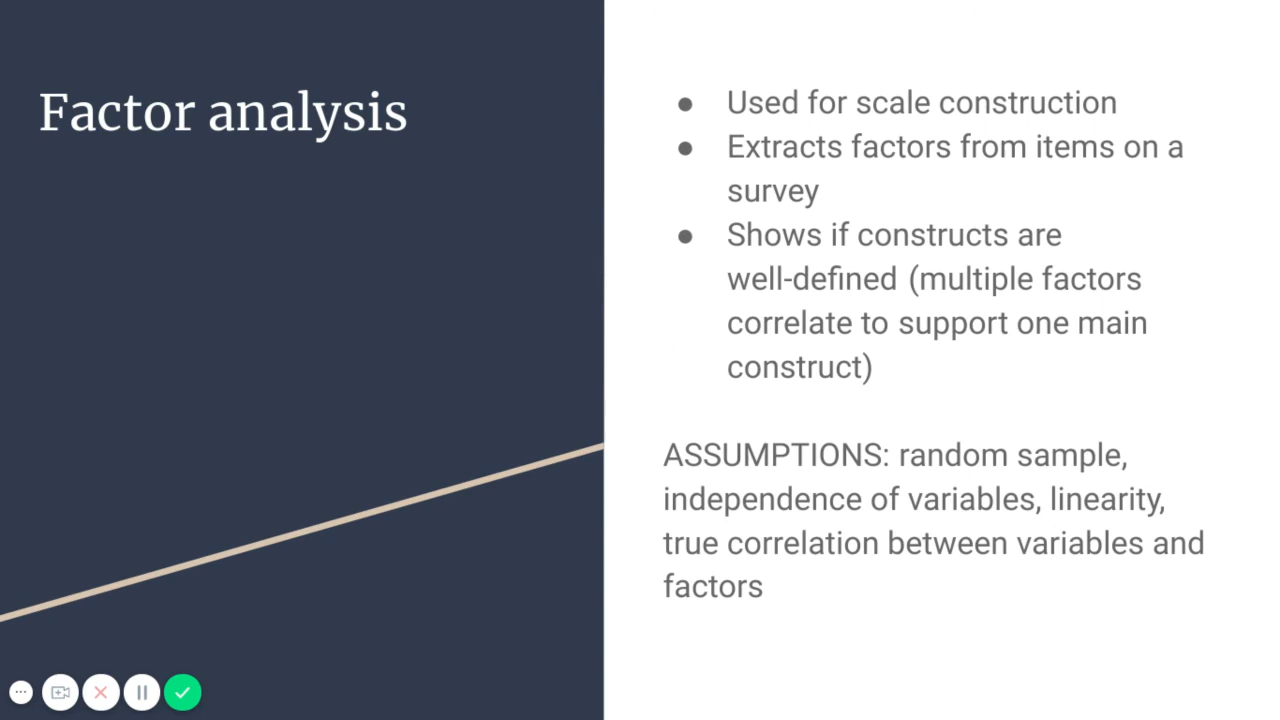 Factor analysis
● Used for scale construction
● Extracts factors from items on a
survey
● Shows if constructs are
well-defined (multiple factors
correlate to support one main
construct)
ASSUMPTIONS: random sample,
independence of variables, linearity,
true correlation between variables and
factors